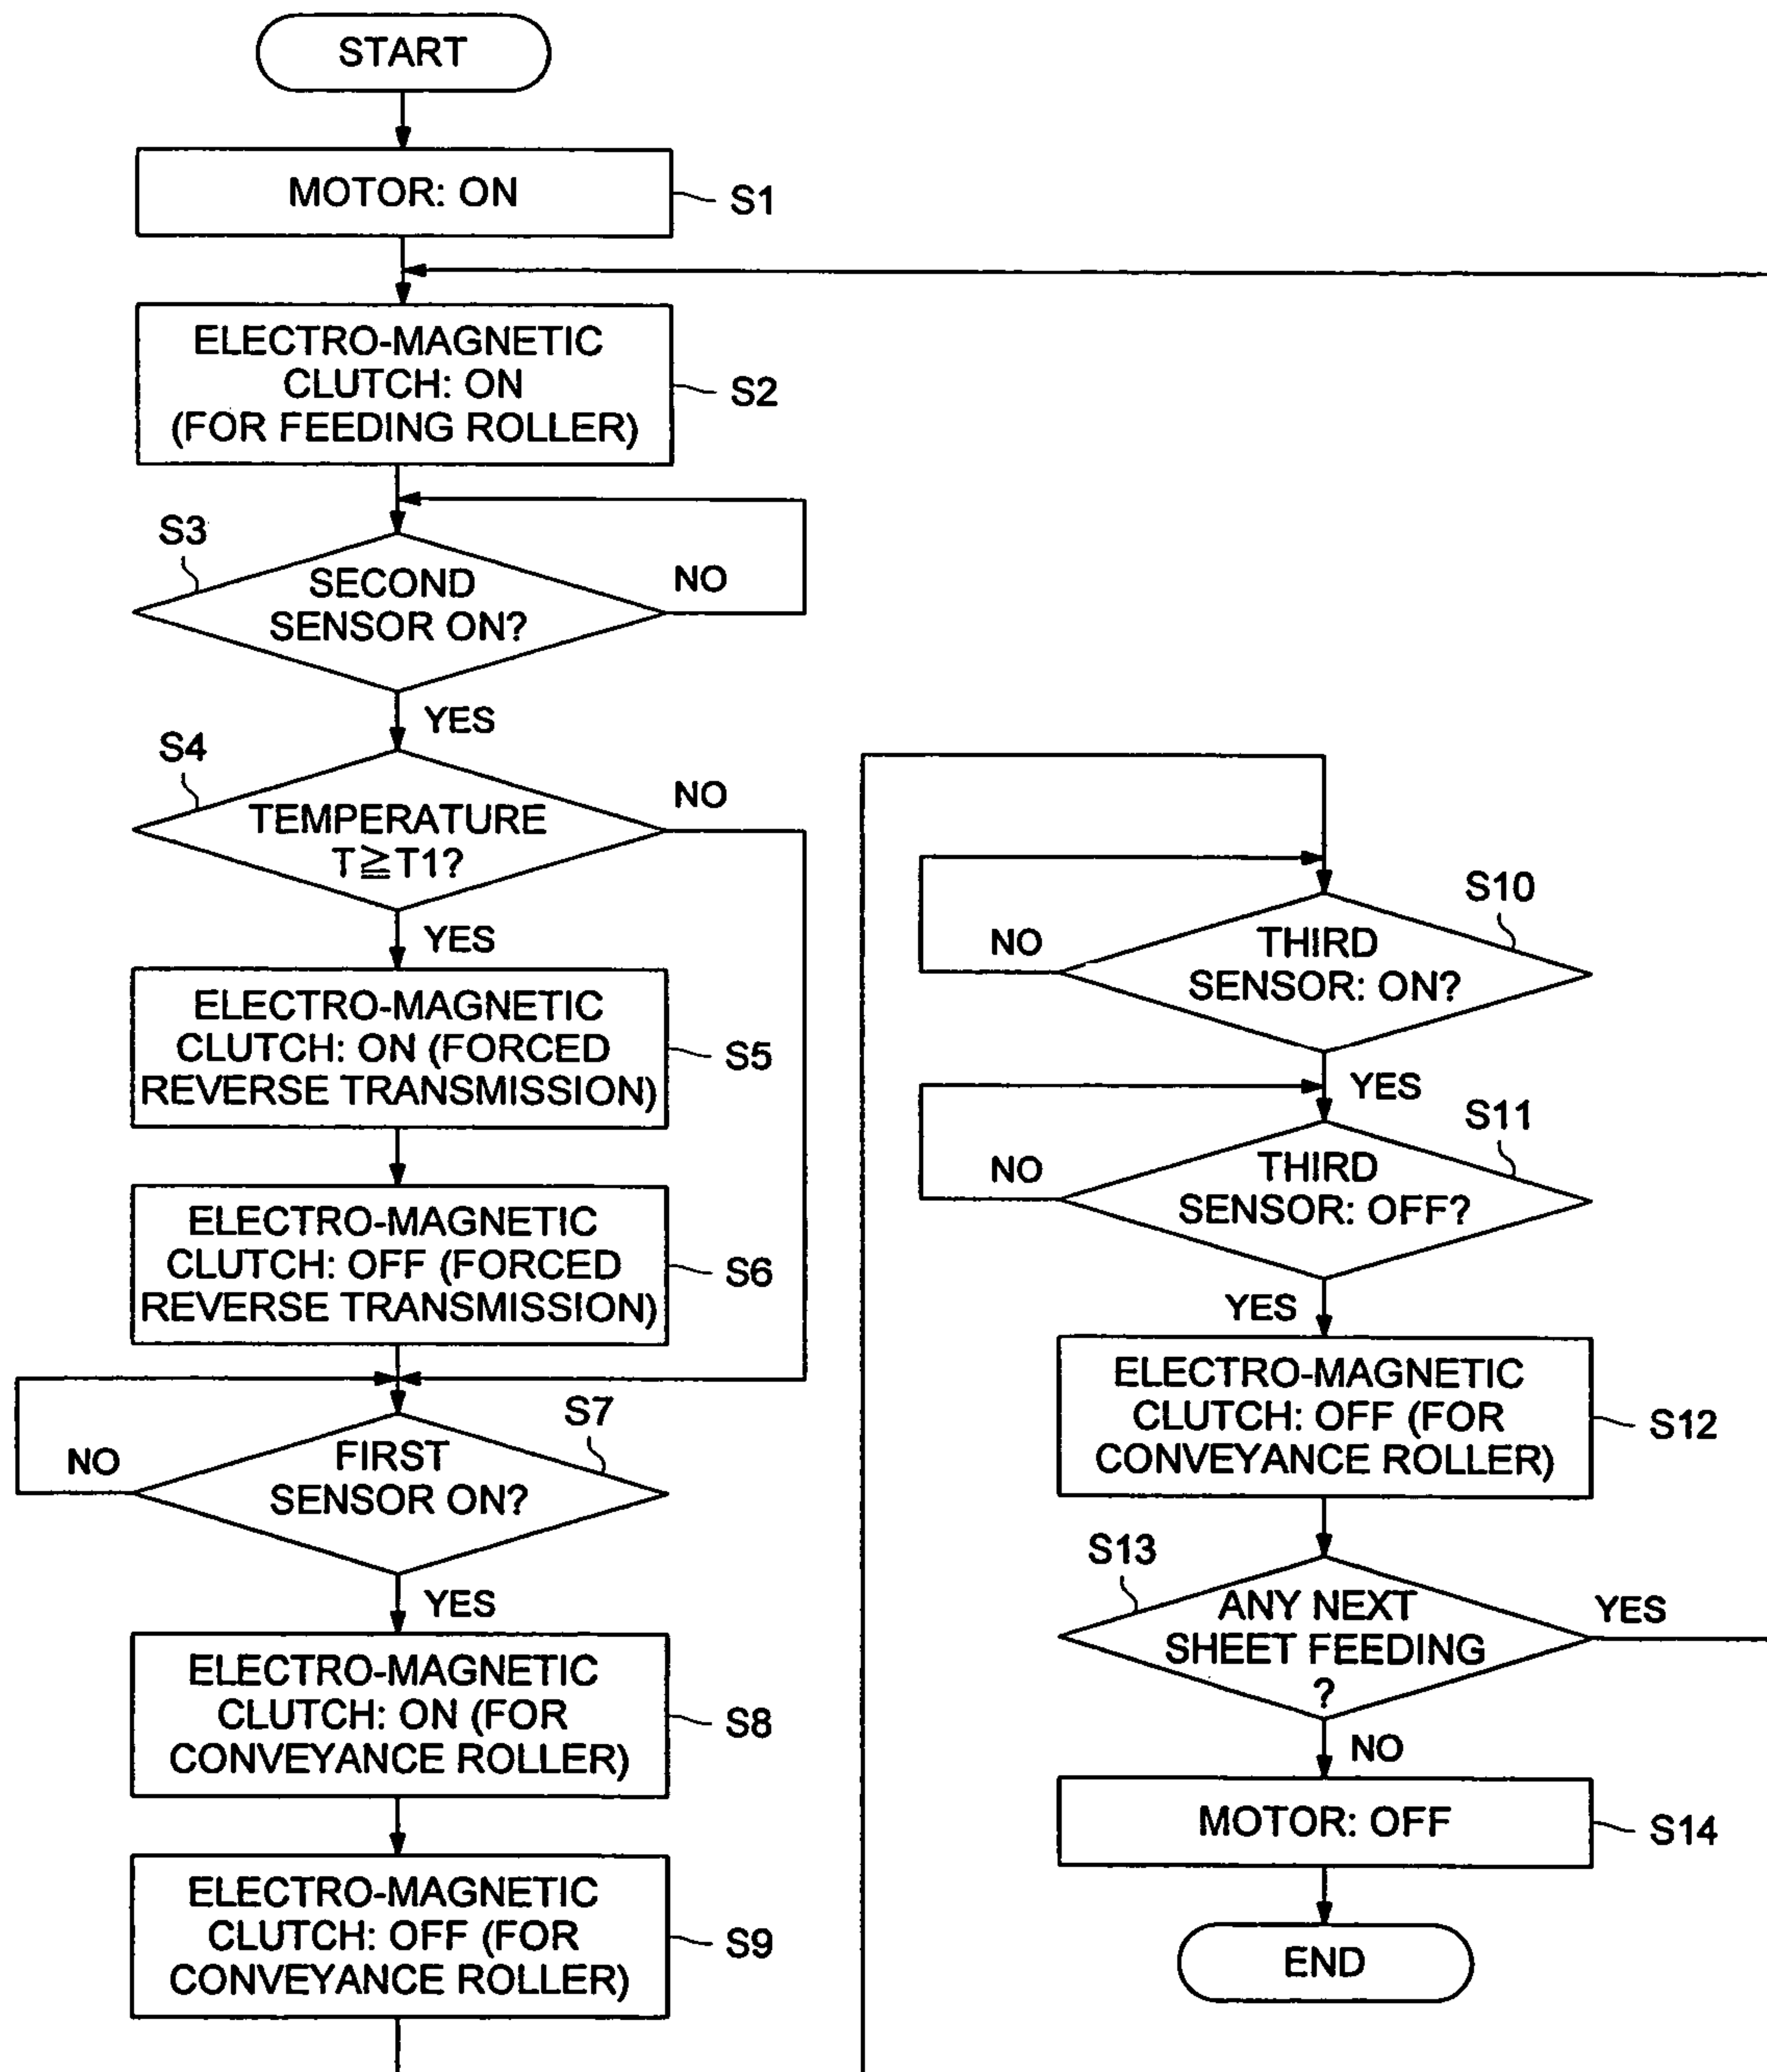 START
MOTOR: ON
S1
ELECTRO-MAGNETIC
CLUTCH: ON
(FOR FEEDING ROLLER)
S2
S3
SECOND
SENSOR ON?
NO
YES
S4
TEMPERATURE
T≧T1?
NO
YES
ELECTRO-MAGNETIC
CLUTCH: ON (FORCED
REVERSE TRANSMISSION)
S5
ELECTRO-MAGNETIC
CLUTCH: OFF (FORCED
REVERSE TRANSMISSION)
S6
S7
FIRST
SENSOR ON?
NO
YES
ELECTRO-MAGNETIC
CLUTCH: ON (FOR
CONVEYANCE ROLLER)
S8
ELECTRO-MAGNETIC
CLUTCH: OFF (FOR
CONVEYANCE ROLLER)
S9
S10
THIRD
SENSOR: ON?
NO
YES
S11
THIRD
SENSOR: OFF?
NO
YES
ELECTRO-MAGNETIC
CLUTCH: OFF (FOR
CONVEYANCE ROLLER)
S12
S13
ANY NEXT
SHEET FEEDING
?
YES
NO
MOTOR: OFF
S14
END